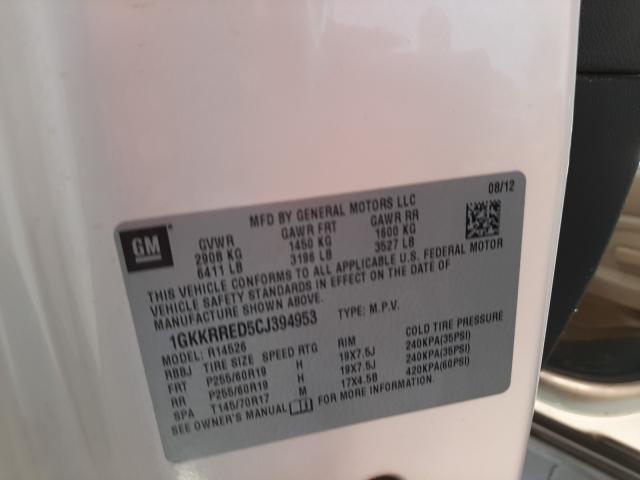 MFD BY GENERAL MOTORS LLC 08/12
GM
GVWR GAWR FRT GAWR RR
2908 KG 1450 KG 1600 KG
6411 LB 3196 LB 3527 LB
THIS VEHICLE CONFORMS TO ALL APPLICABLE U.S. FEDERAL MOTOR
VEHICLE SAFETY STANDARDS IN EFFECT ON THE DATE OF
MANUFACTURE SHOWN ABOVE.
1GKKRRED5CJ394953 TYPE: M.P.V.
MODEL: R14526
RBBJ TIRE SIZE SPEED RTG RIM COLD TIRE PRESSURE
FRT P255/60R19 H 19X7.5J 240KPA(35PSI)
RR P255/60R19 H 19X7.5J 240KPA(35PSI)
SPA T145/70R17 M 17X4.5B 420KPA(60PSI)
SEE OWNER'S MANUAL FOR MORE INFORMATION.